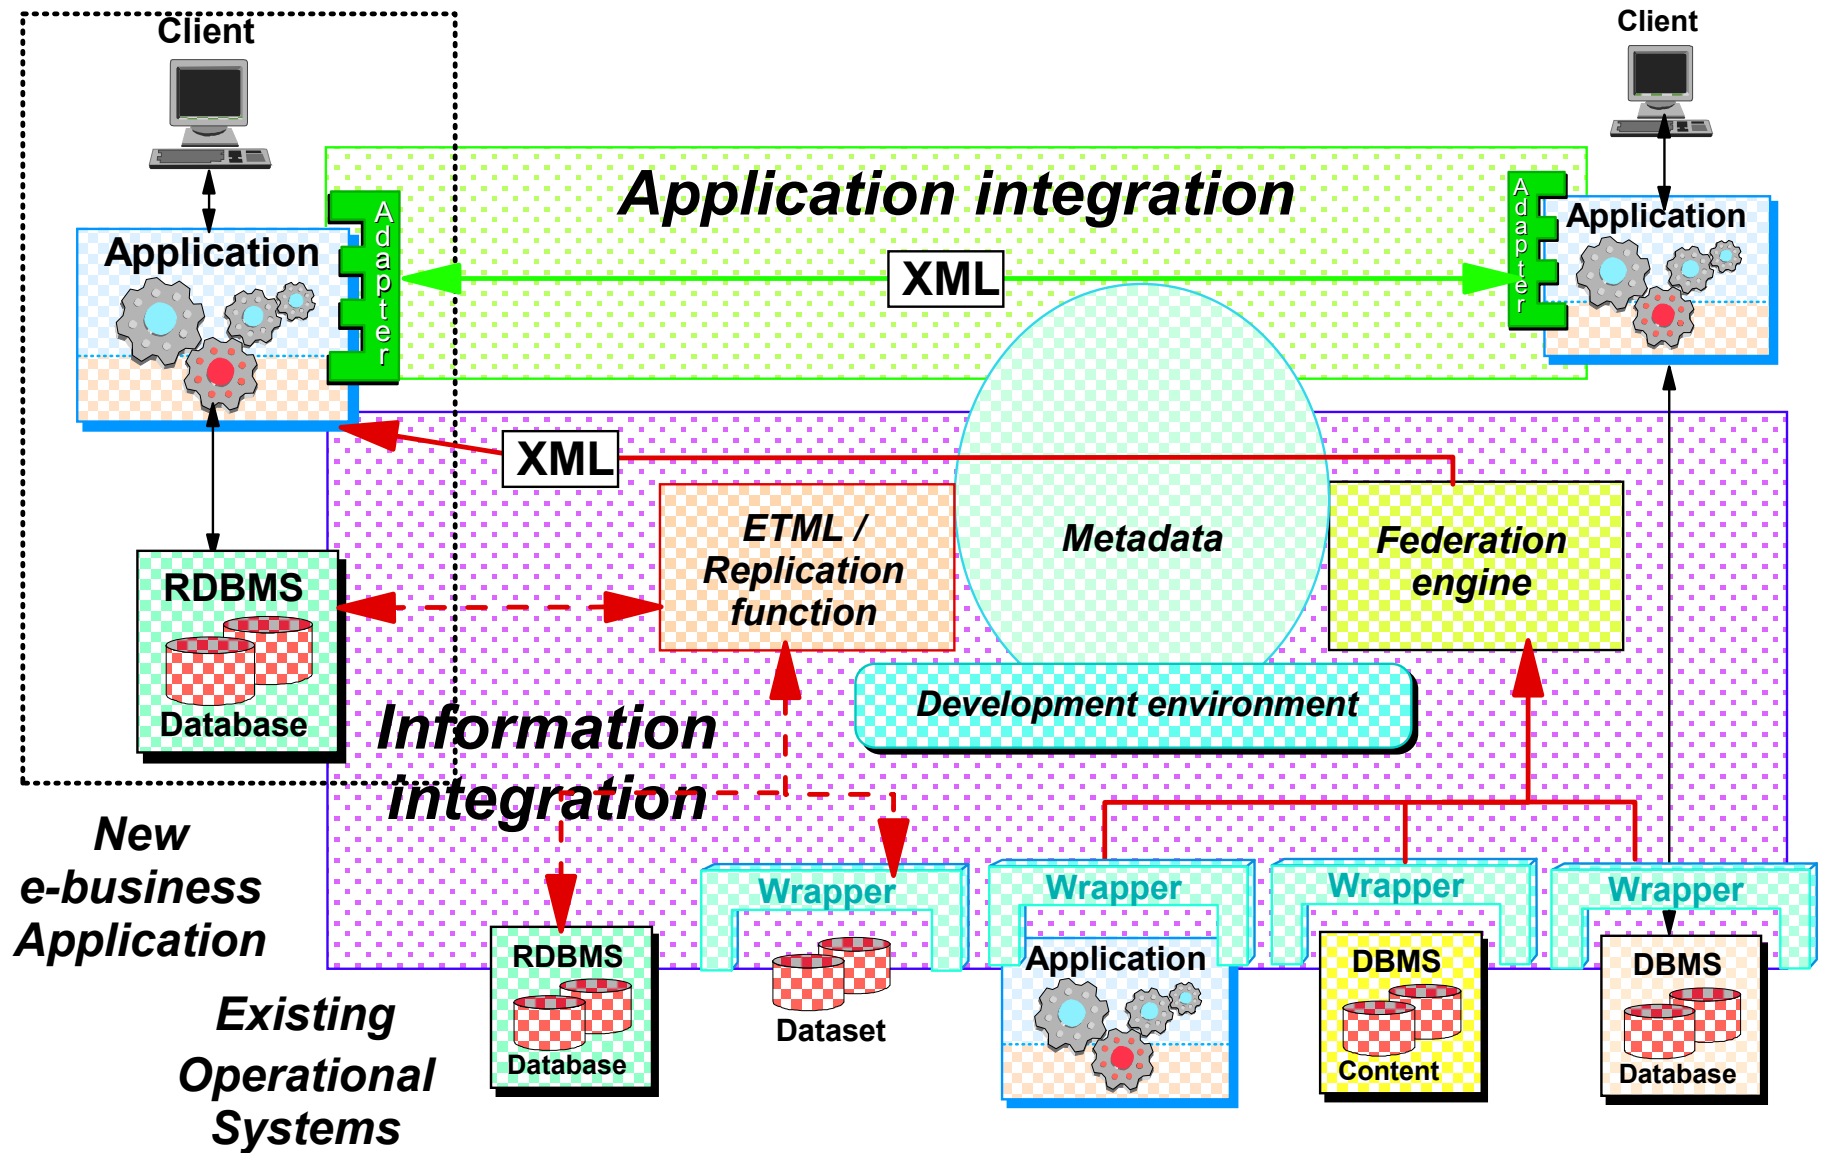 Client
Client
Application integration
Adapter
Adapter
Application
Application
XML
XML
ETML /
Replication
function
Metadata
Federation
engine
RDBMS
Database
Development environment
Information
integration
New
e-business
Application
Wrapper
Wrapper
Wrapper
Wrapper
RDBMS
Database
Dataset
Application
DBMS
Content
DBMS
Database
Existing
Operational
Systems